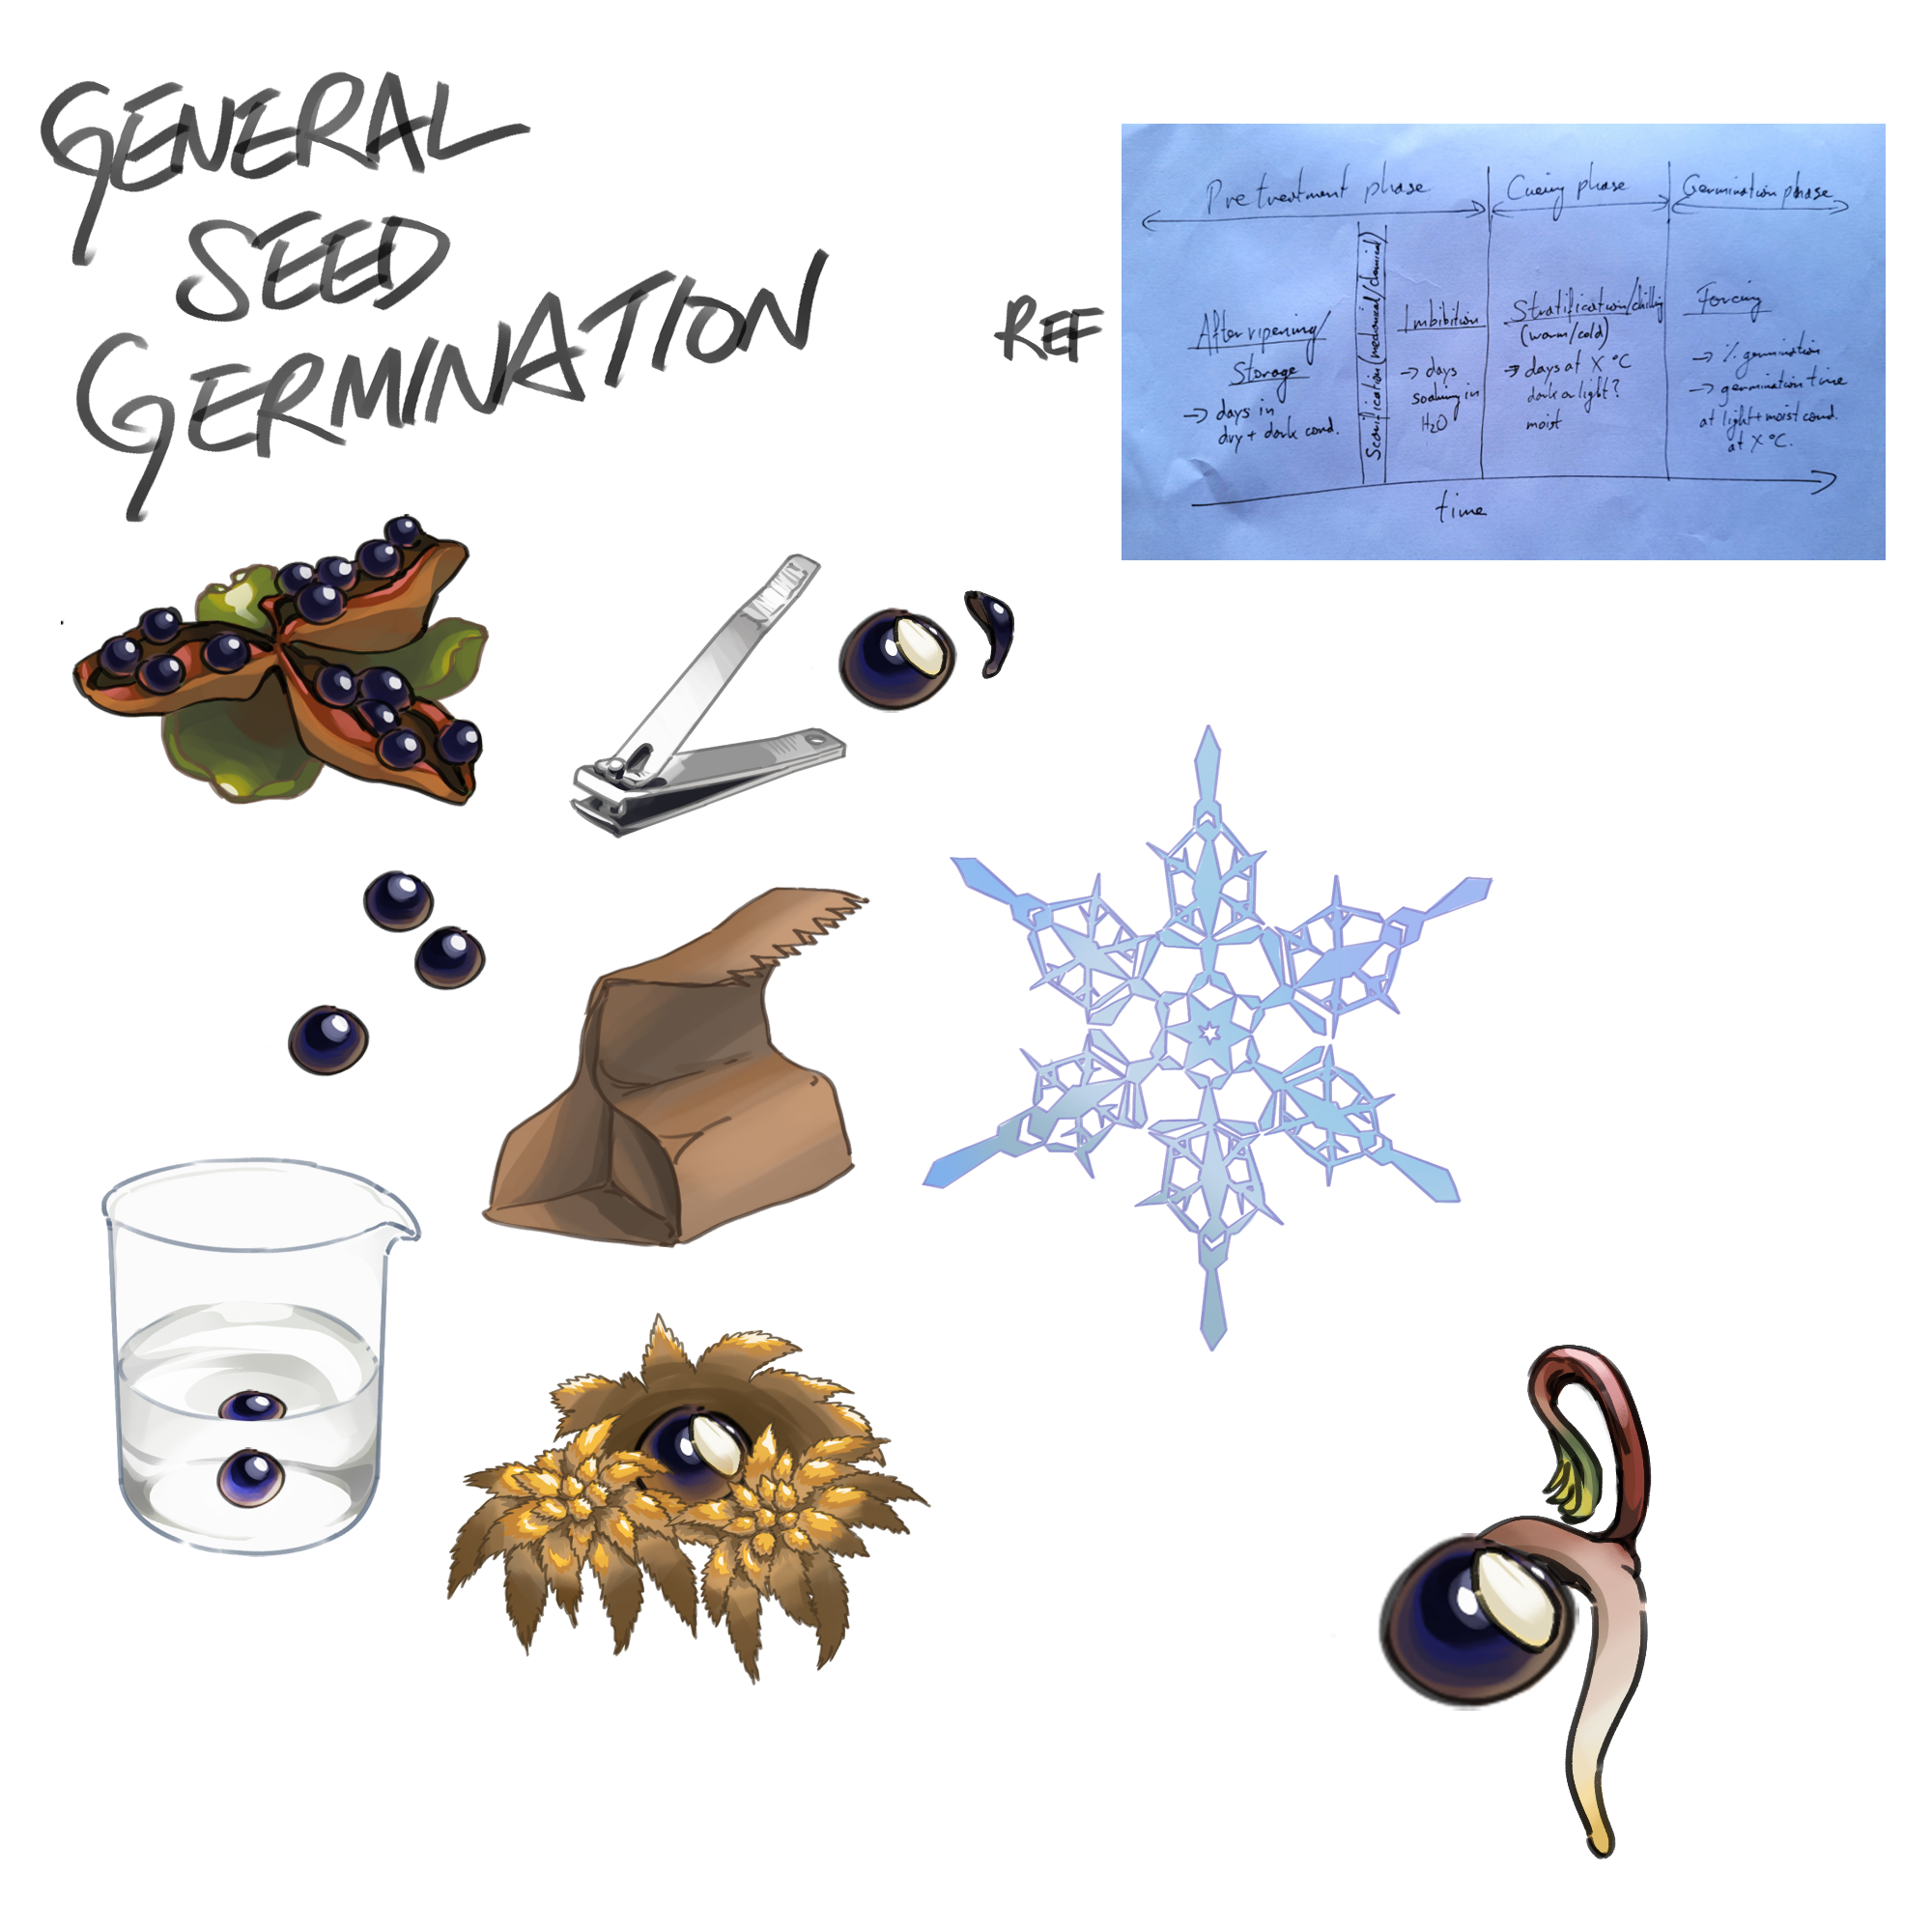 GENERAL
SEED
GERMINATION
REF
Pretreatment phase
Cueing phase
Germination phase
Afterripening/
Storage
→ days in
dry + dark cond.
Scarification (mechanical/chemical)
Imbibition
→ days
soaking in
H2O
Stratification/chilling
(warm/cold)
→ days at X °C
dark or light?
moist
Forcing
→ % germination
→ germination time
at light + moist cond.
at X °C.
time